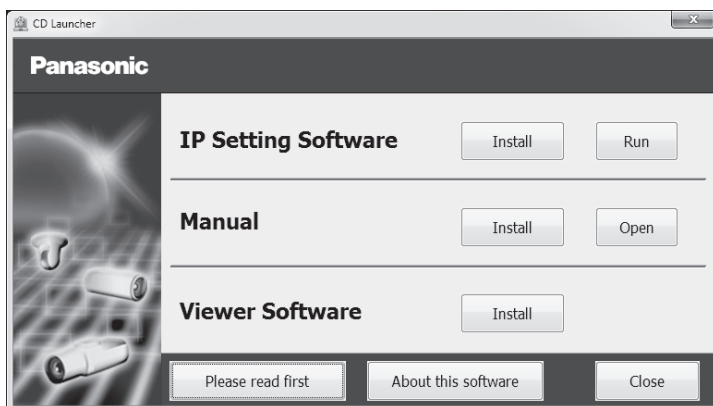 CD Launcher
x
Panasonic
IP Setting Software Install Run
Manual Install Open
Viewer Software Install
Please read first About this software Close